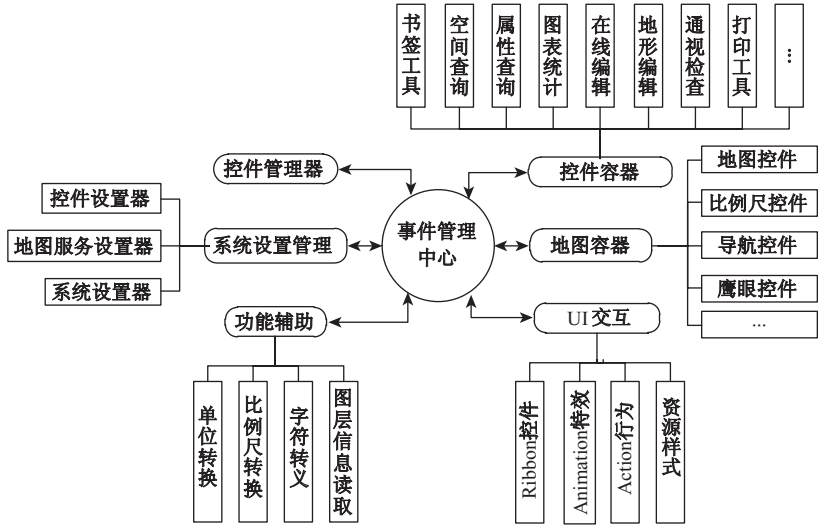 书签工具
空间查询
属性查询
图表统计
在线编辑
地形编辑
通视检查
打印工具
…
控件管理器
控件容器
地图控件
控件设置器
比例尺控件
事件管理
中心
地图服务设置器
系统设置管理
地图容器
导航控件
系统设置器
鹰眼控件
功能辅助
UI交互
…
单位转换
比例尺转换
字符转义
图层信息读取
Ribbon控件
Animation特效
Action行为
资源样式